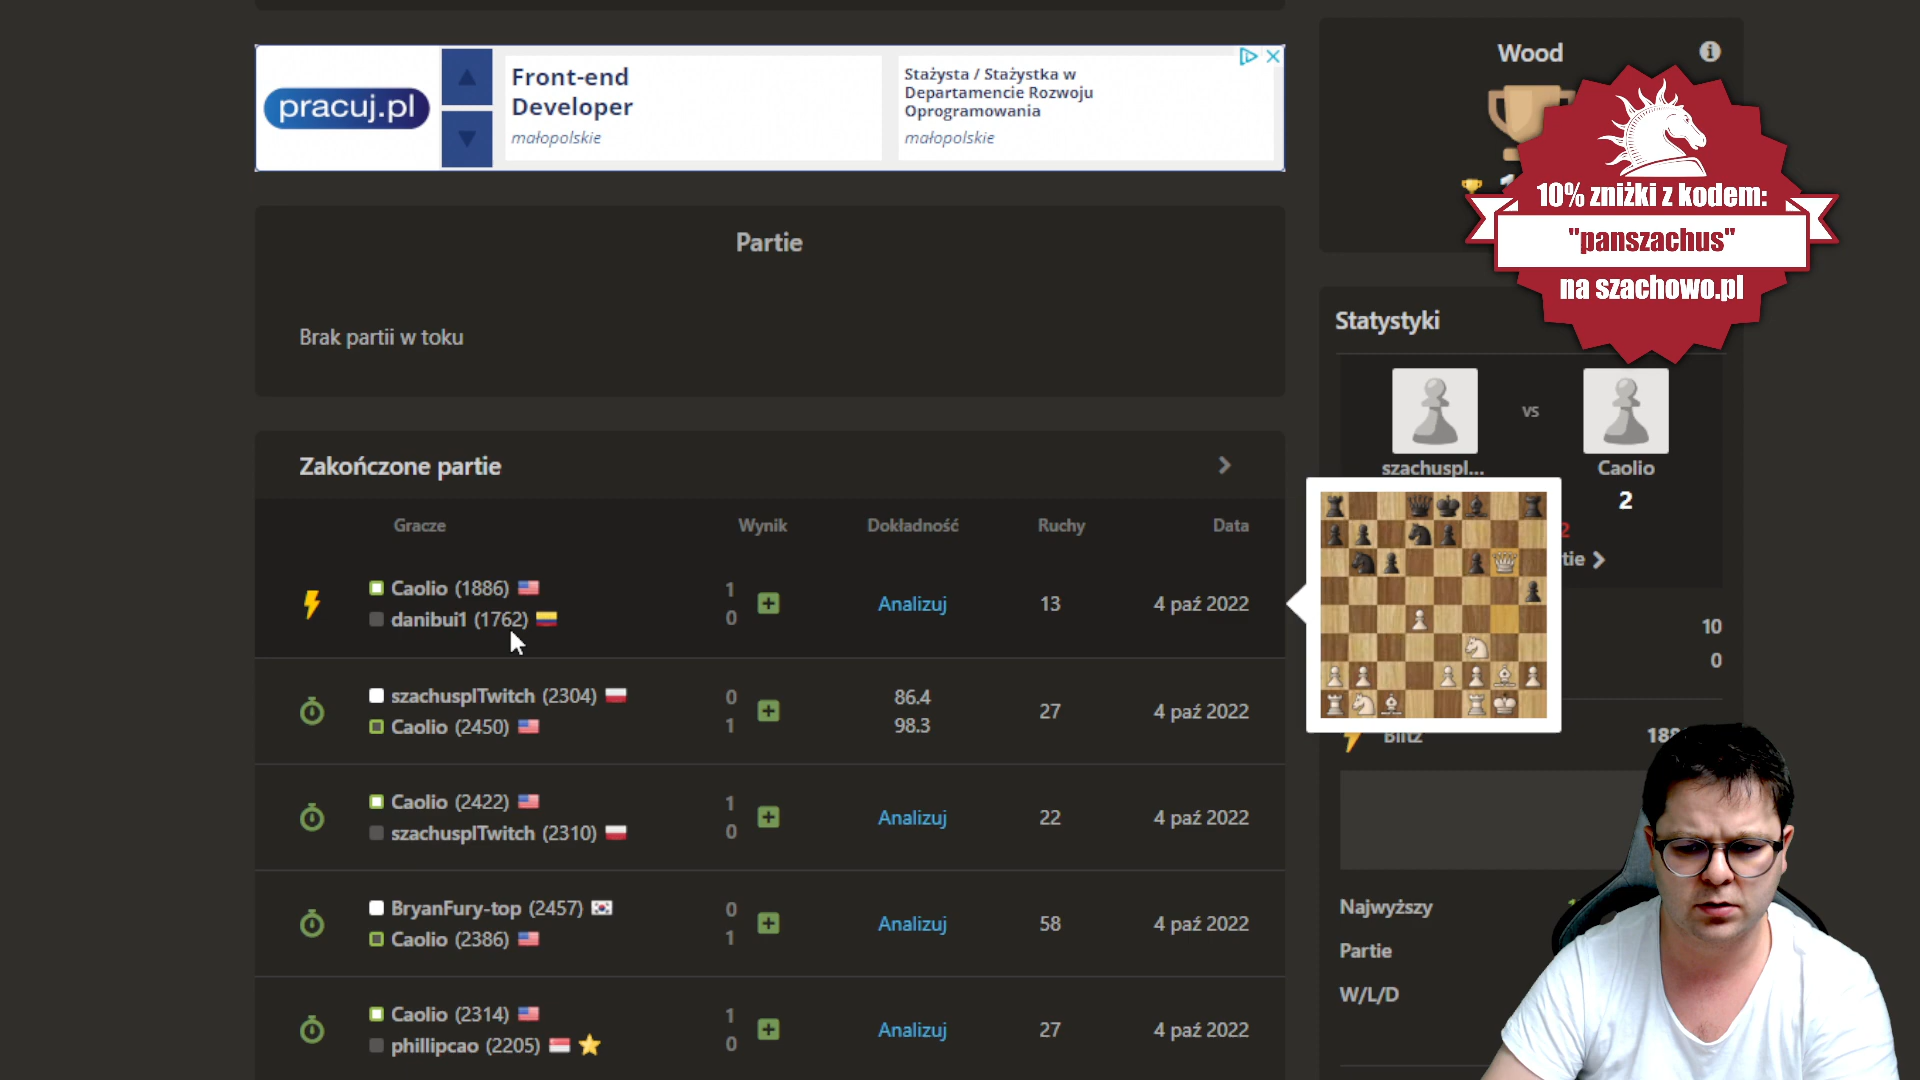 pracuj.pl
Front-end
Developer
małopolskie
Stażysta / Stażystka w
Departamencie Rozwoju
Oprogramowania
małopolskie
Wood
10% zniżki z kodem:
"panszachus"
na szachowo.pl
Partie
Brak partii w toku
Statystyki
vs
szachuspl...
Caolio
2
2
tie
10
0
Blitz
188
Najwyższy
Partie
W/L/D
Zakończone partie
Gracze Wynik Dokładność Ruchy Data
Caolio (1886) 1
danibui1 (1762) 0
Analizuj 13 4 paź 2022
szachusplTwitch (2304) 0 86.4
Caolio (2450) 1 98.3
27 4 paź 2022
Caolio (2422) 1
szachusplTwitch (2310) 0
Analizuj 22 4 paź 2022
BryanFury-top (2457) 0
Caolio (2386) 1
Analizuj 58 4 paź 2022
Caolio (2314) 1
phillipcao (2205) 0
Analizuj 27 4 paź 2022